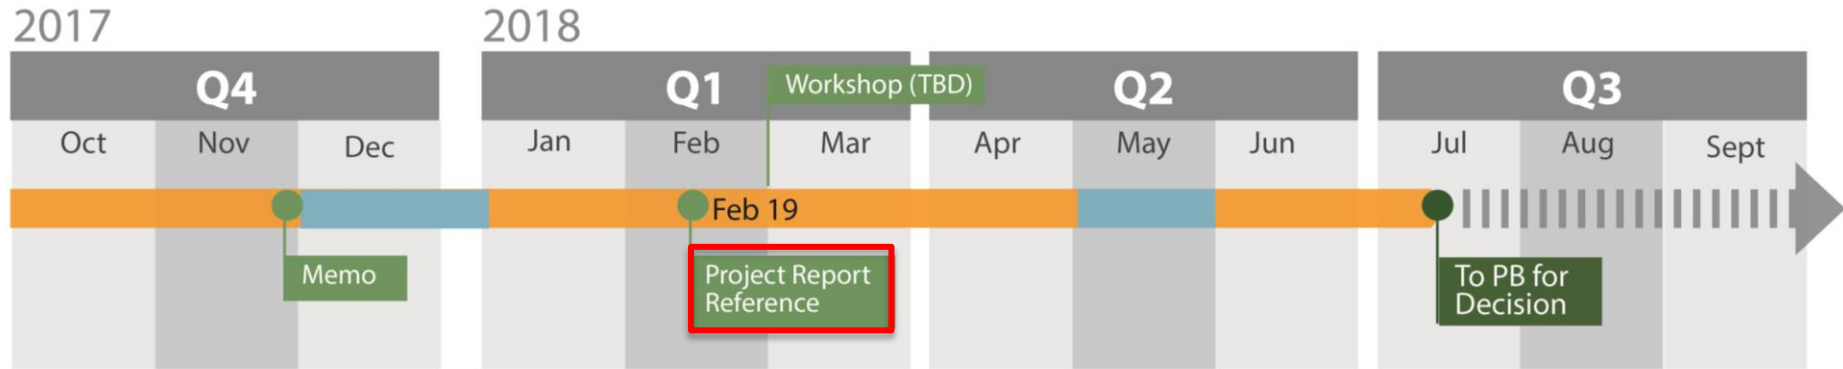 2017
2018
Q4
Q1
Workshop (TBD)
Q2
Q3
Oct
Nov
Dec
Jan
Feb
Mar
Apr
May
Jun
Jul
Aug
Sept
Feb 19
Memo
Project Report
Reference
To PB for
Decision